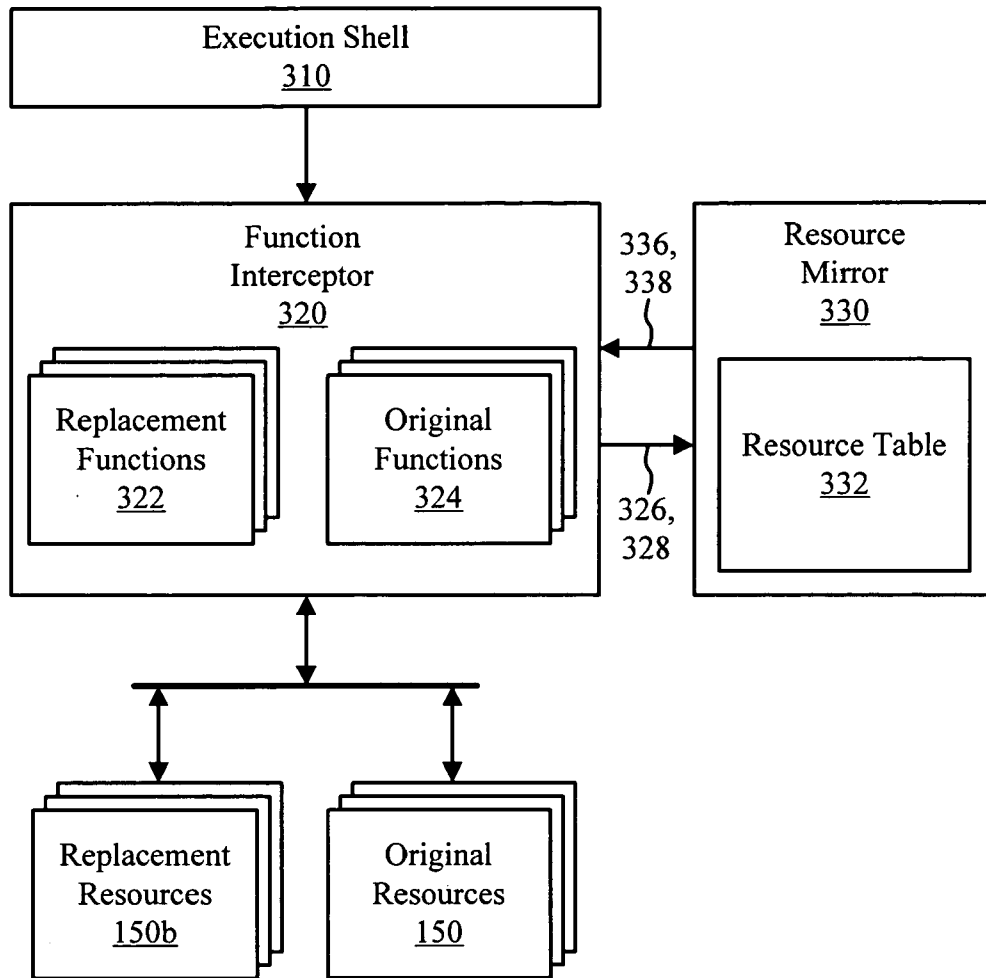 Execution Shell
310
Function
Interceptor
320
Replacement
Functions
322
Original
Functions
324
336,
338
326,
328
Resource
Mirror
330
Resource Table
332
Replacement
Resources
150b
Original
Resources
150